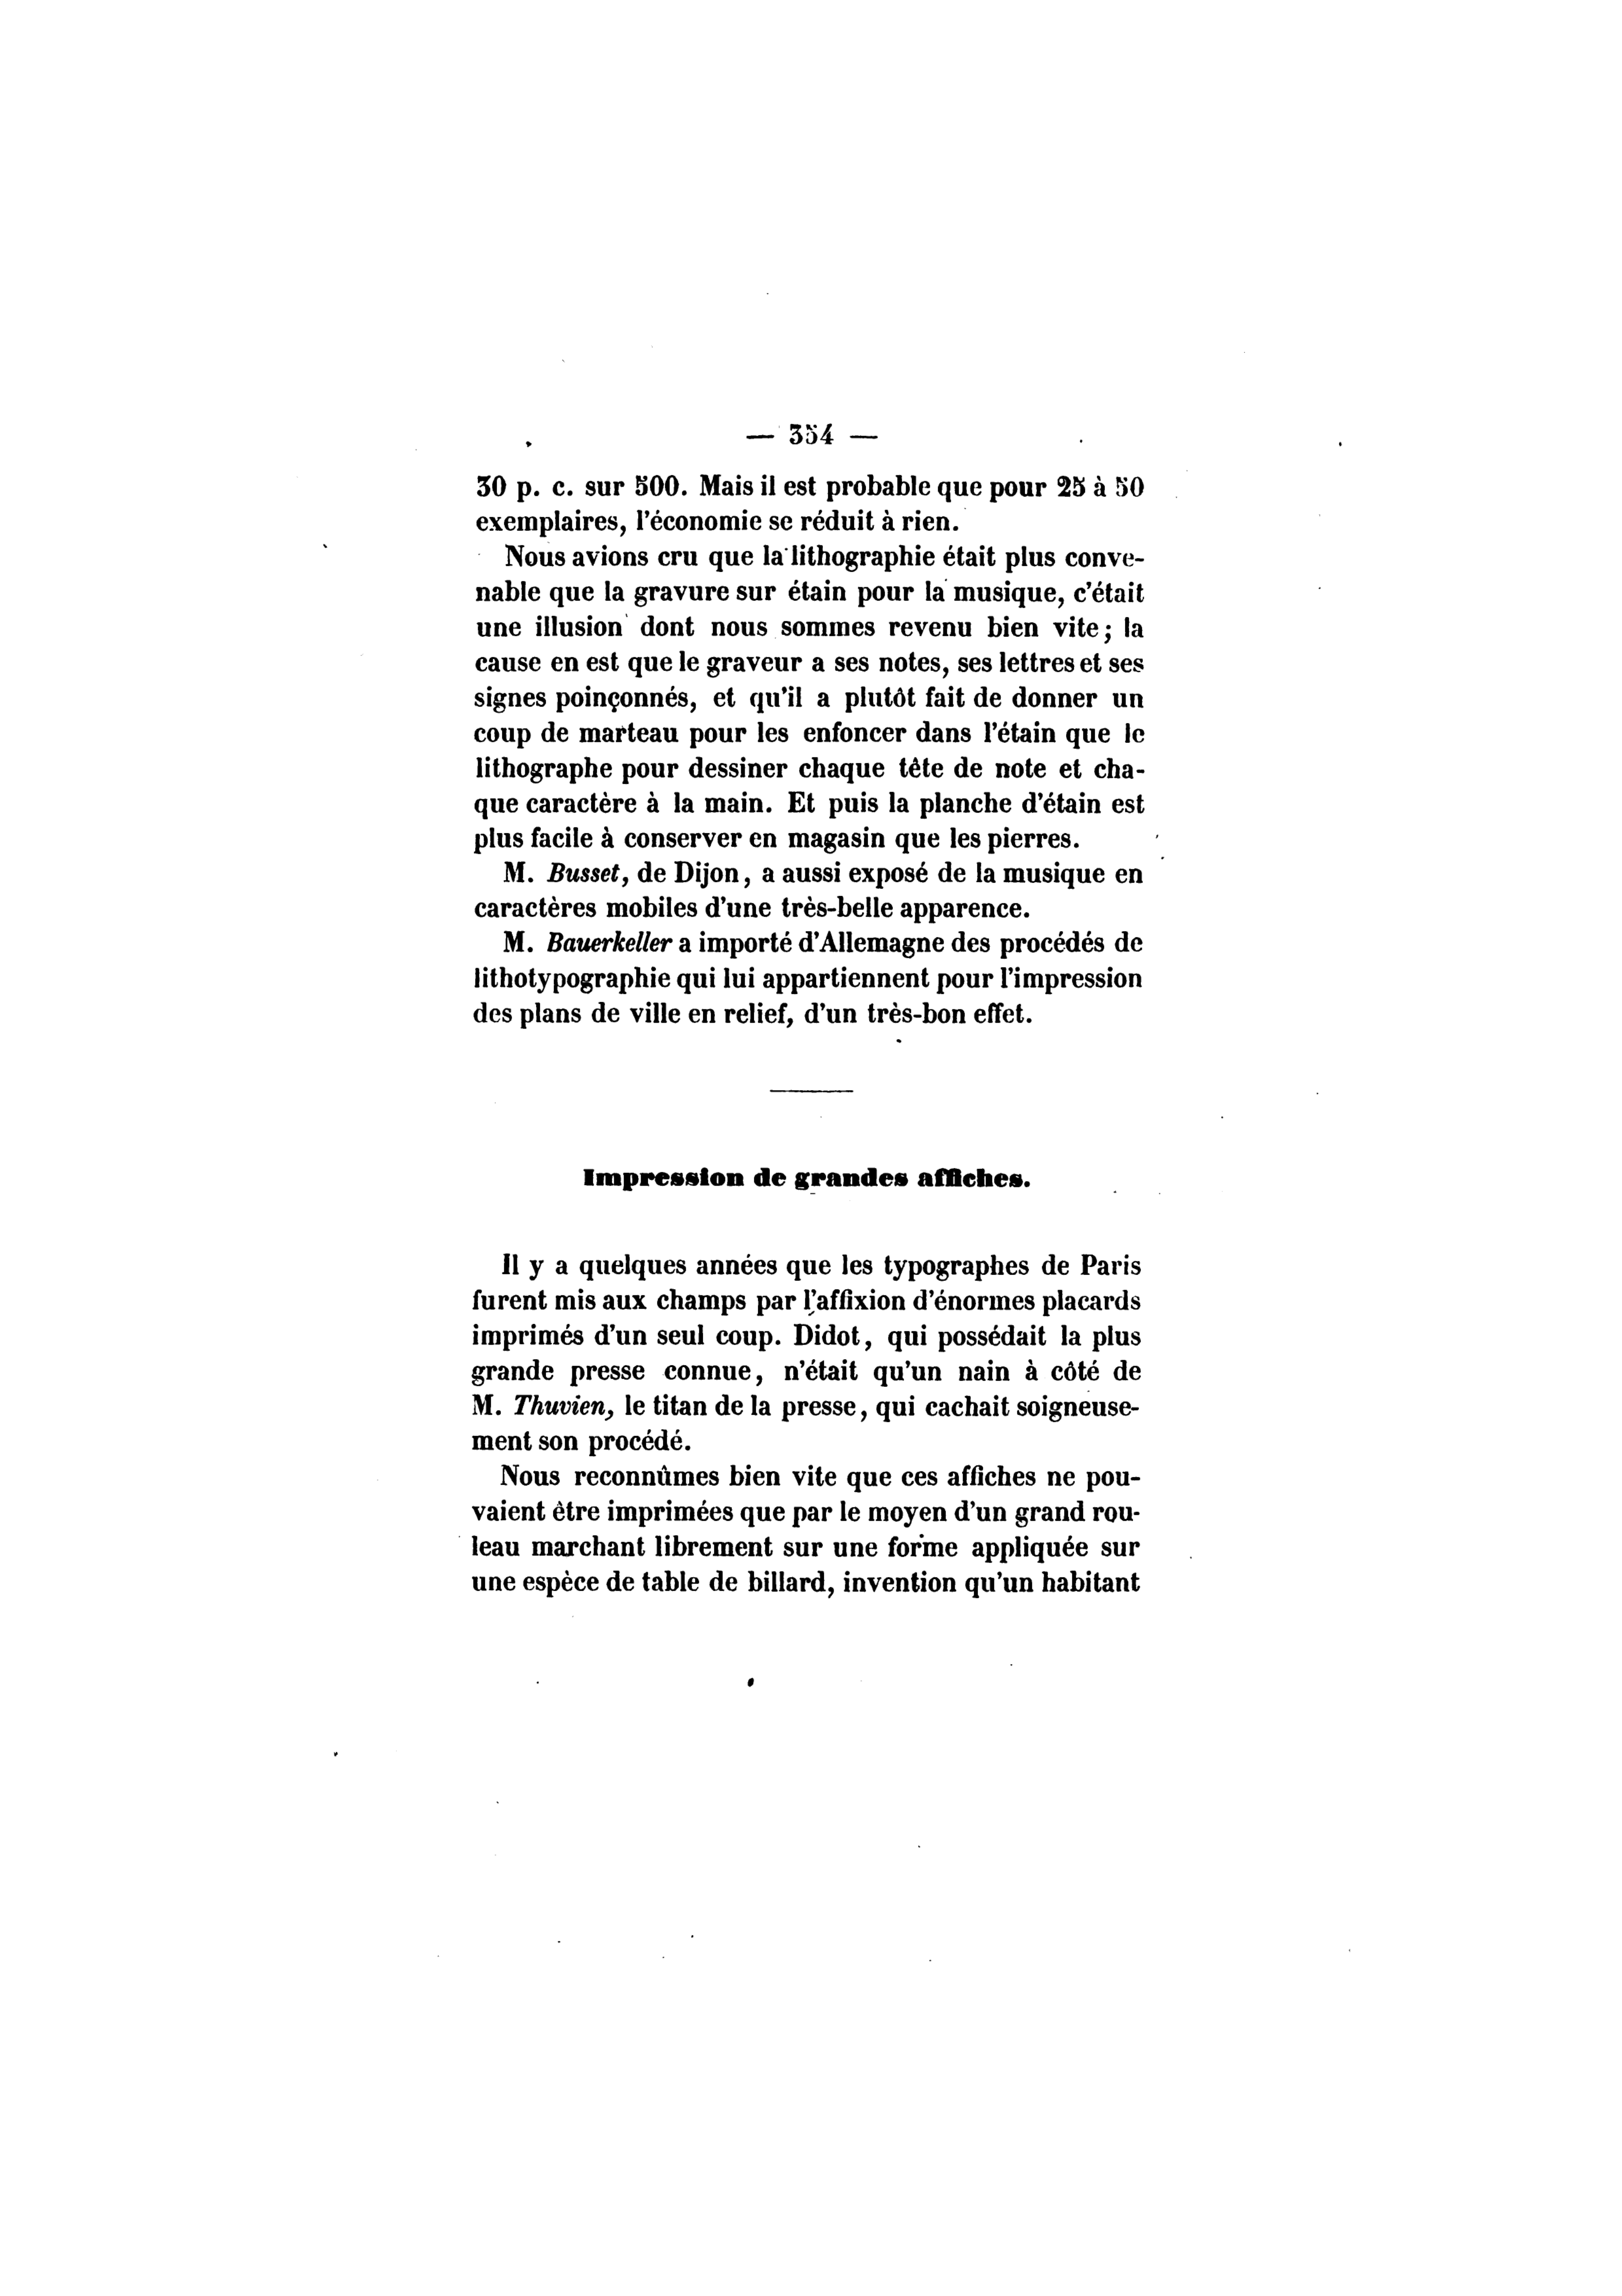 — 354 —
30 p. c. sur 500. Mais il est probable que pour 25 à 50
exemplaires, l'économie se réduit à rien.
Nous avions cru que la lithographie était plus conve-
nable que la gravure sur étain pour la musique, c'était
une illusion dont nous sommes revenu bien vite; la
cause en est que le graveur a ses notes, ses lettres et ses
signes poinçonnés, et qu'il a plutôt fait de donner un
coup de marteau pour les enfoncer dans l'étain que le
lithographe pour dessiner chaque tête de note et cha-
que caractère à la main. Et puis la planche d'étain est
plus facile à conserver en magasin que les pierres.
M. Busset, de Dijon, a aussi exposé de la musique en
caractères mobiles d'une très-belle apparence.
M. Bauerkeller a importé d'Allemagne des procédés de
lithotypographie qui lui appartiennent pour l'impression
des plans de ville en relief, d'un très-bon effet.
Impression de grandes affiches.
Il y a quelques années que les typographes de Paris
furent mis aux champs par l'affixion d'énormes placards
imprimés d'un seul coup. Didot, qui possédait la plus
grande presse connue, n'était qu'un nain à côté de
M. Thuvien, le titan de la presse, qui cachait soigneuse-
ment son procédé.
Nous reconnûmes bien vite que ces affiches ne pou-
vaient être imprimées que par le moyen d'un grand rou-
leau marchant librement sur une forme appliquée sur
une espèce de table de billard, invention qu'un habitant